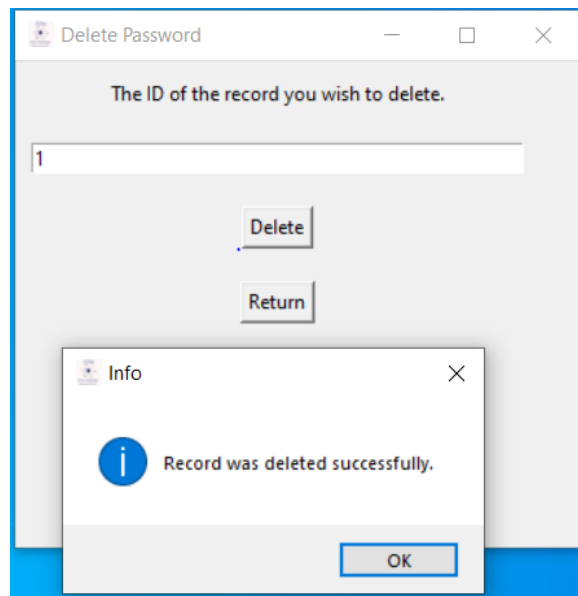 Delete Password
The ID of the record you wish to delete.
1
Delete
Return
Info
Record was deleted successfully.
OK